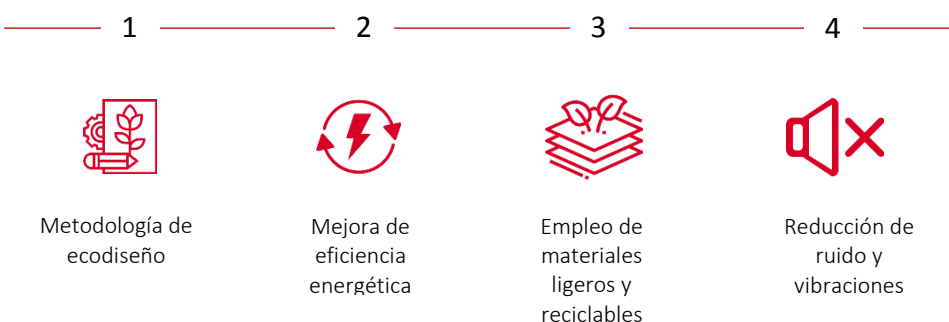 1
2
3
4
Metodología de
ecodiseño
Mejora de
eficiencia
energética
Empleo de
materiales
ligeros y
reciclables
Reducción de
ruido y
vibraciones